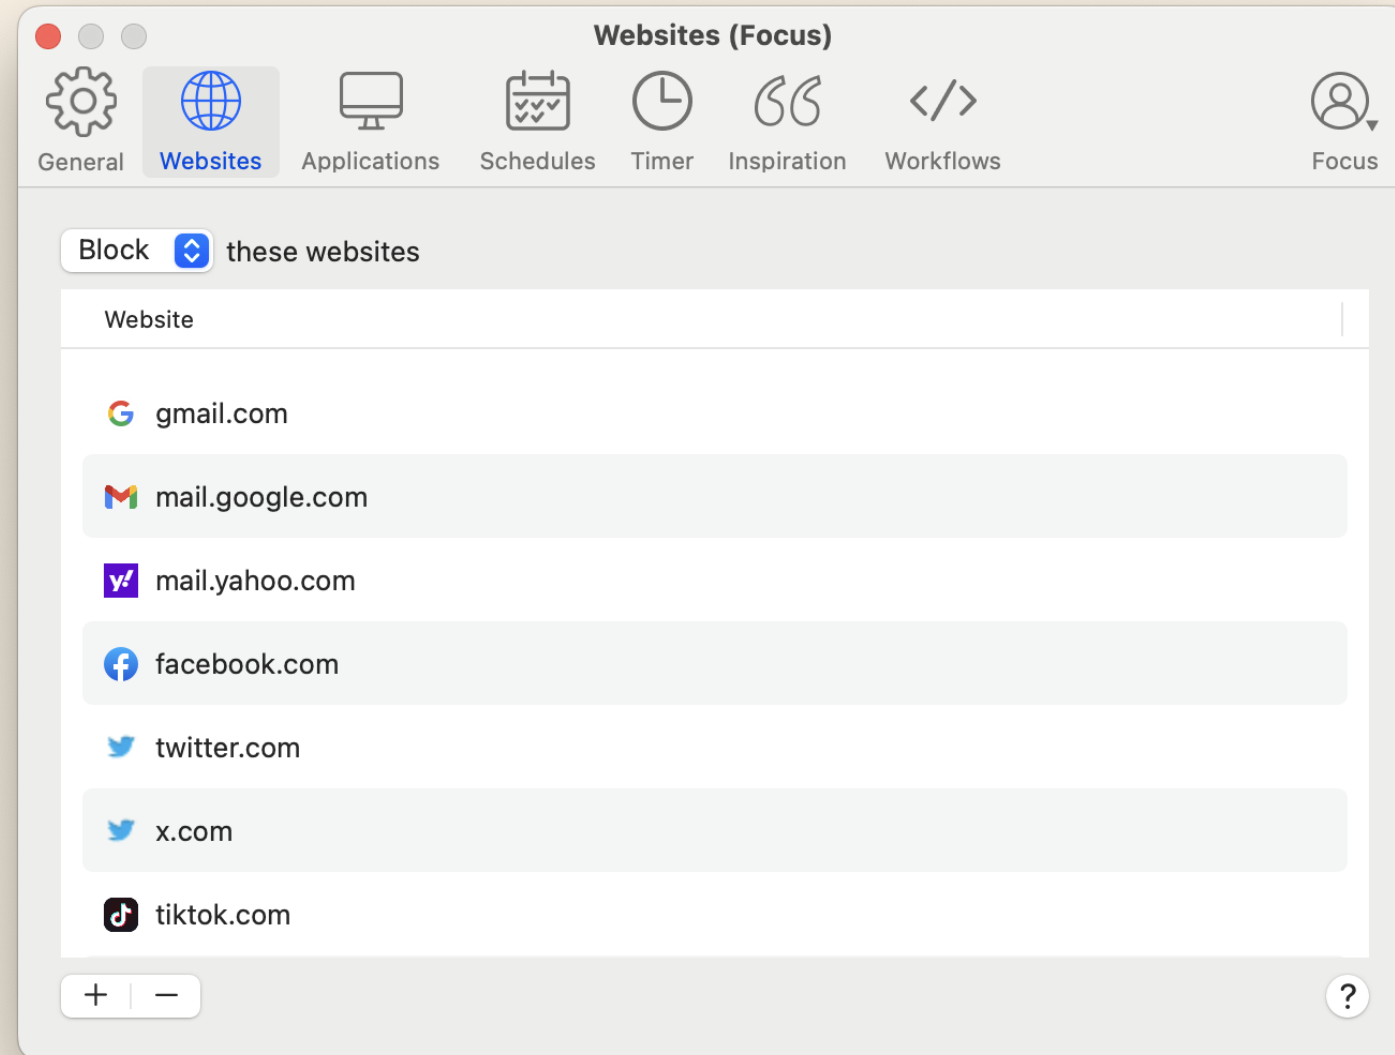 Websites (Focus)
General
Websites
Applications
Schedules
Timer
Inspiration
Workflows
Focus
Block these websites
Website
gmail.com
mail.google.com
mail.yahoo.com
facebook.com
twitter.com
x.com
tiktok.com
+ −
?